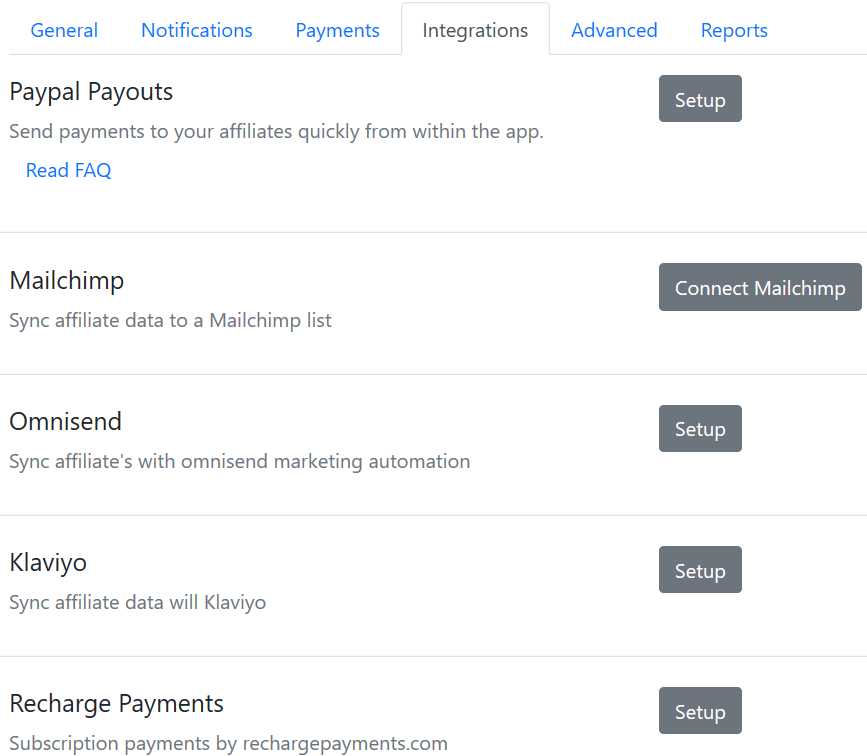 General Notifications Payments Integrations Advanced Reports
Paypal Payouts
Setup
Send payments to your affiliates quickly from within the app.
Read FAQ
Mailchimp
Connect Mailchimp
Sync affiliate data to a Mailchimp list
Omnisend
Setup
Sync affiliate's with omnisend marketing automation
Klaviyo
Setup
Sync affiliate data will Klaviyo
Recharge Payments
Setup
Subscription payments by rechargepayments.com